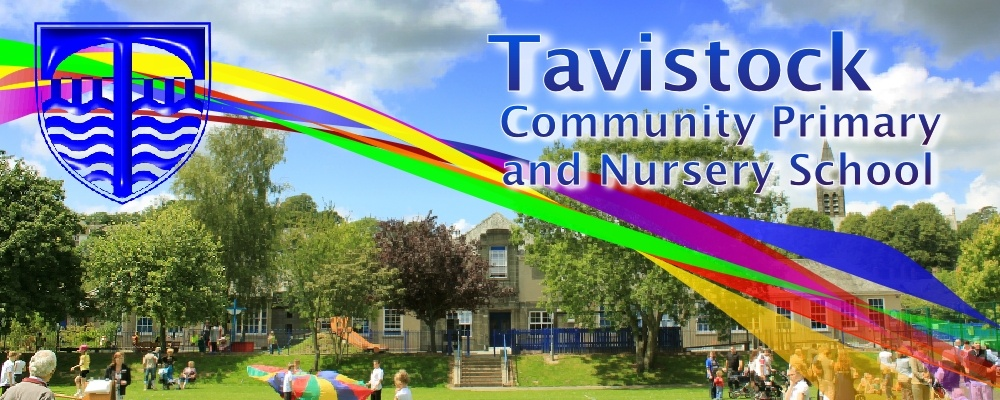 Tavistock
Community Primary
and Nursery School